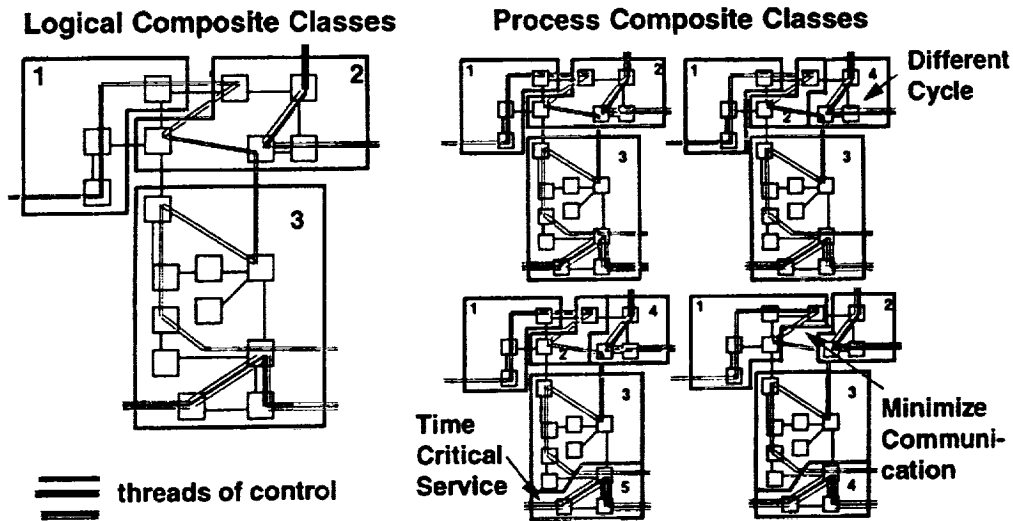 Logical Composite Classes
1
2
3
threads of control
Process Composite Classes
1
2
3
1
2
4
3
Different
Cycle
1
2
4
3
5
Time
Critical
Service
1
2
3
4
Minimize
Communi-
cation